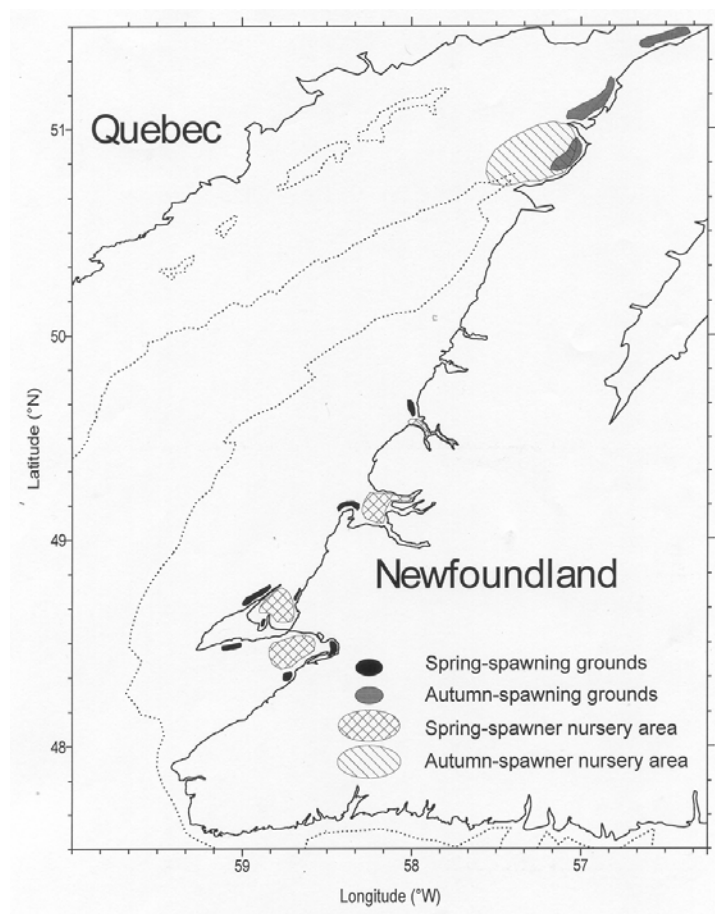 Quebec
Newfoundland
Spring-spawning grounds
Autumn-spawning grounds
Spring-spawner nursery area
Autumn-spawner nursery area
51
50
49
48
59
58
57
Latitude (°N)
Longitude (°W)